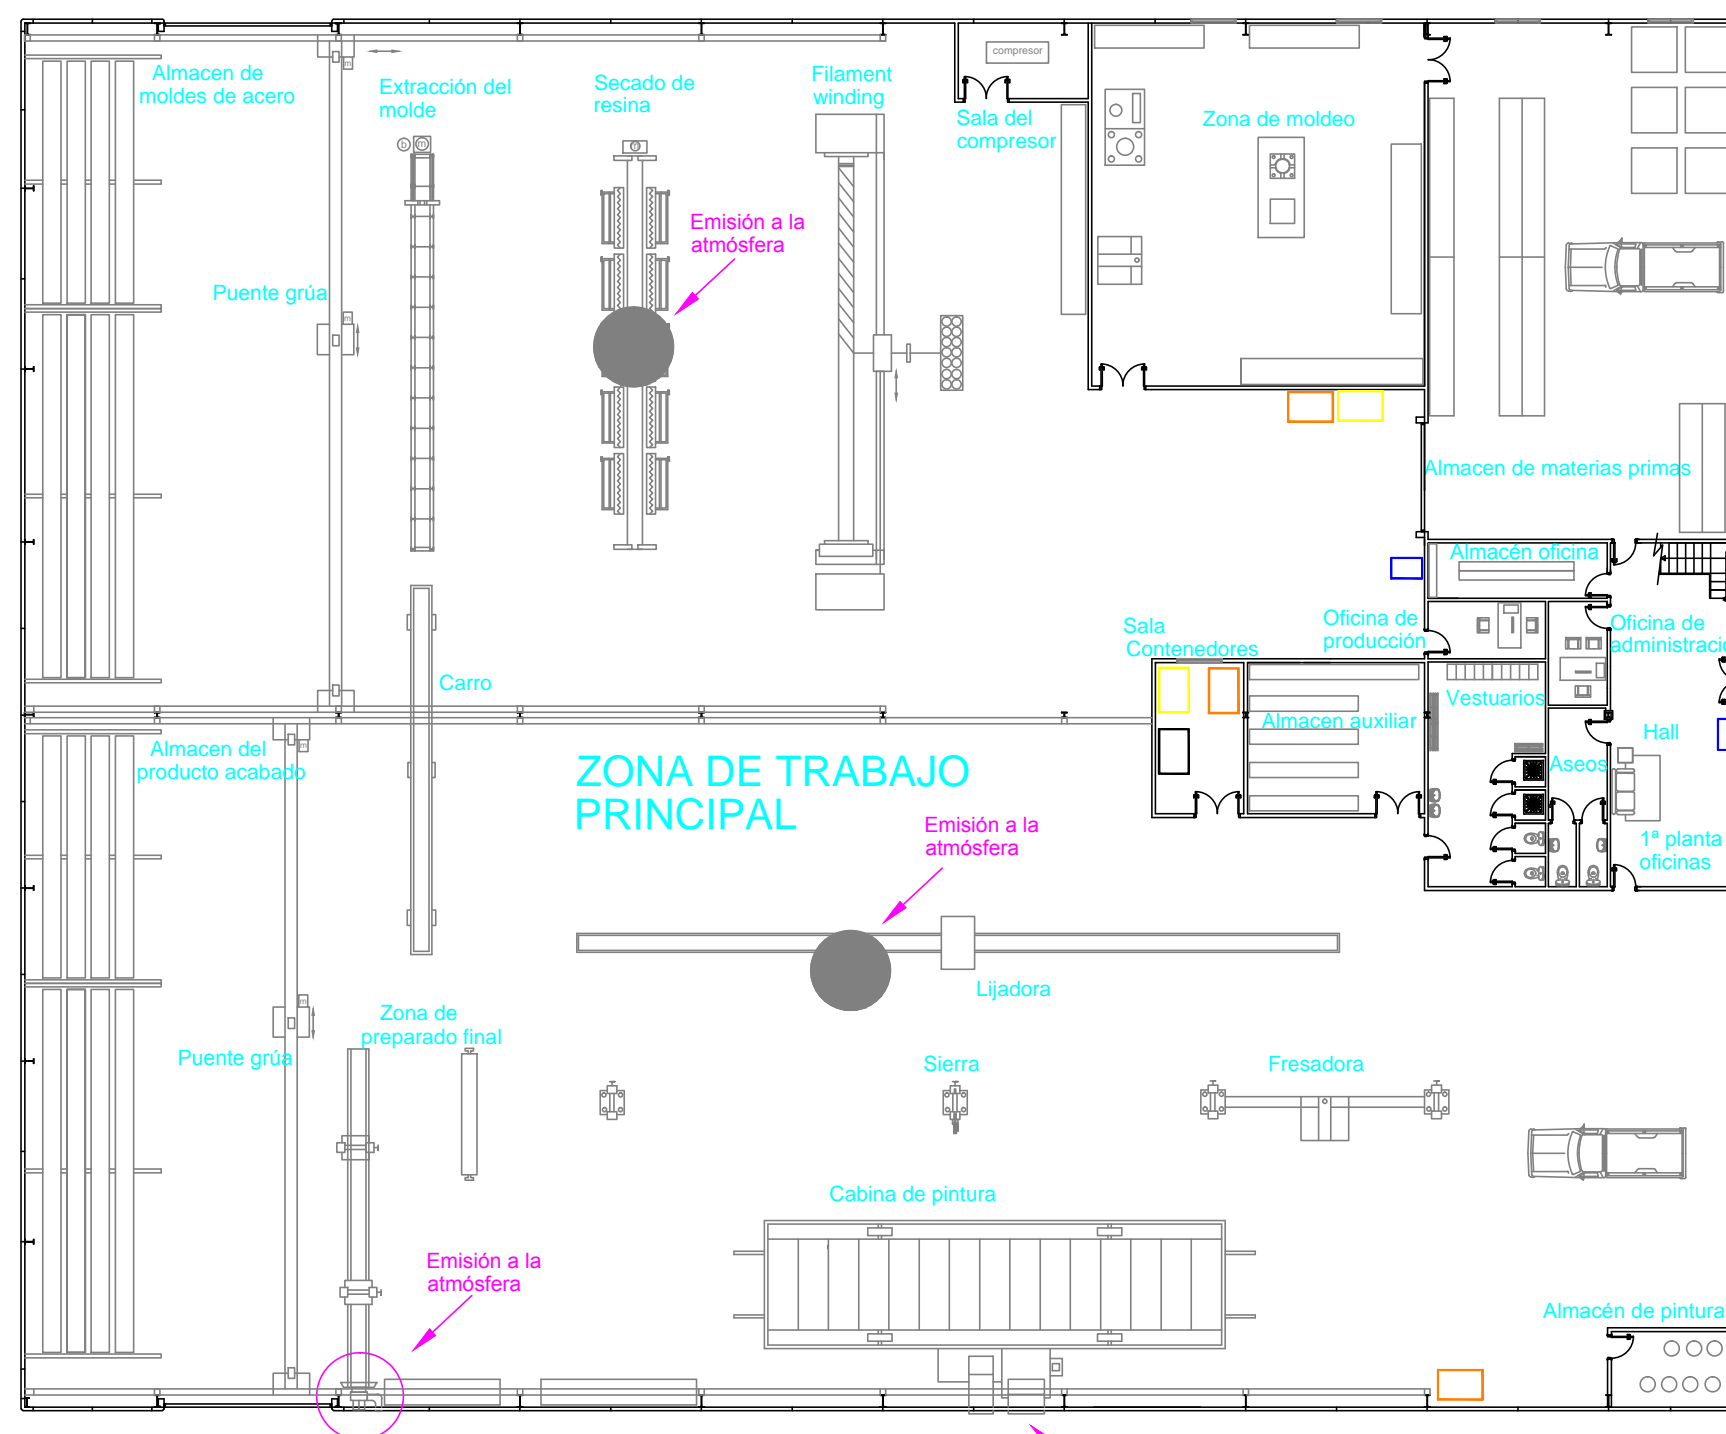 compresor
Almacen de
moldes de acero
Extracción del
molde
Secado de
resina
Filament
winding
Sala del
compresor
Zona de moldeo
m
b
m
m
Emisión a la
atmósfera
Puente grúa
m
Almacen de materias primas
Almacén oficina
Sala
Contenedores
Oficina de
producción
Oficina de
administració
Carro
Vestuarios
Almacen auxiliar
Hall
Aseos
Almacen del
producto acabado
m
ZONA DE TRABAJO
PRINCIPAL
Emisión a la
atmósfera
1ª planta
oficinas
Lijadora
Zona de
preparado final
m
Puente grúa
Sierra
Fresadora
Cabina de pintura
Emisión a la
atmósfera
Almacén de pintura